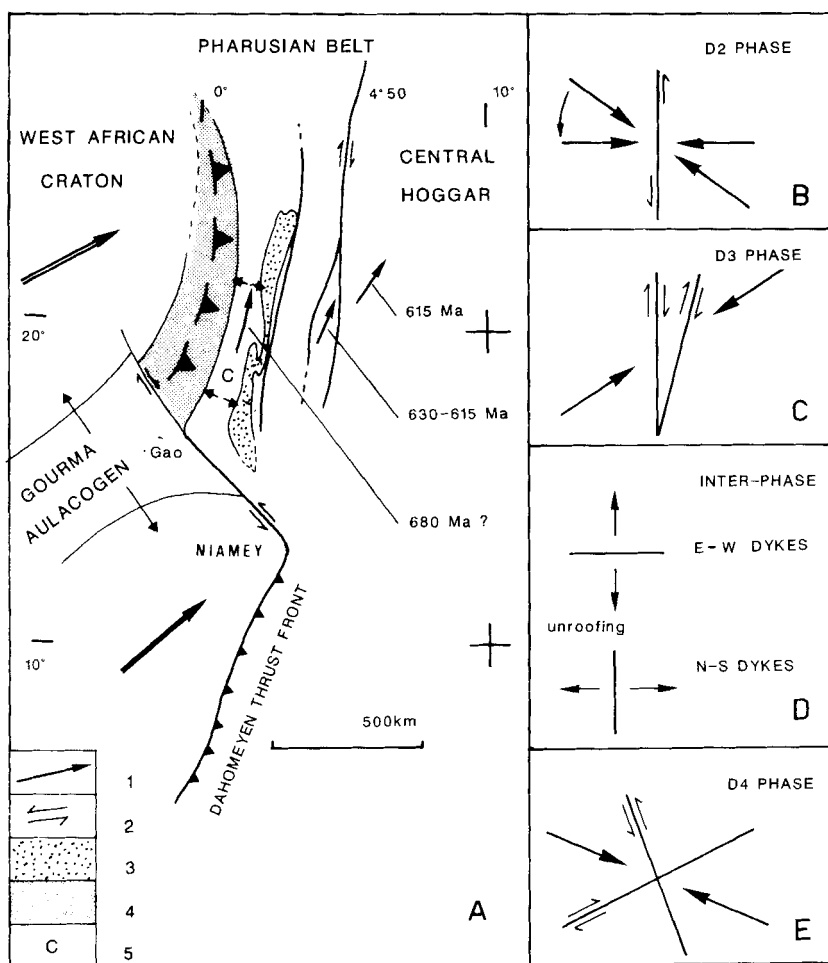 PHARUSIAN BELT
0°
4°50
10°
WEST AFRICAN
CRATON
CENTRAL
HOGGAR
615 Ma
20°
630-615 Ma
C
GOURMA
AULACOGEN
Gao
680 Ma ?
NIAMEY
10°
DAHOMEYEN THRUST FRONT
500km
1
2
3
4
C 5
A
D2 PHASE
B
D3 PHASE
C
INTER-PHASE
E-W DYKES
unroofing
N-S DYKES
D
D4 PHASE
E